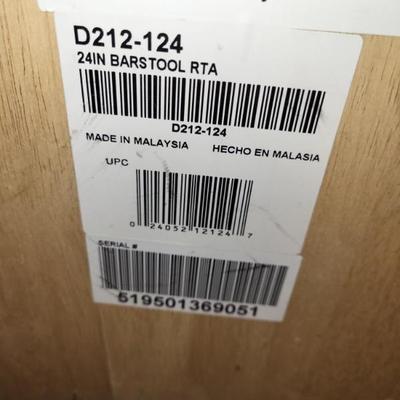 D212-124
24IN BARSTOOL RTA
D212-124
MADE IN MALAYSIA HECHO EN MALASIA
UPC
0 24052 12124 7
SERIAL #
519501369051